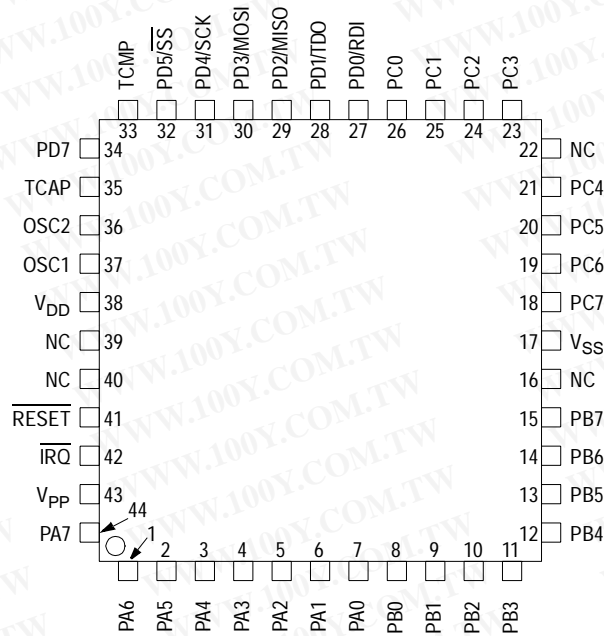 TCMP
PD5/SS
PD4/SCK
PD3/MOSI
PD2/MISO
PD1/TDO
PD0/RDI
PC0
PC1
PC2
PC3
33 32 31 30 29 28 27 26 25 24 23
PD7 34
TCAP 35
OSC2 36
OSC1 37
VDD 38
NC 39
NC 40
RESET 41
IRQ 42
VPP 43
PA7 44
22 NC
21 PC4
20 PC5
19 PC6
18 PC7
17 VSS
16 NC
15 PB7
14 PB6
13 PB5
12 PB4
1 2 3 4 5 6 7 8 9 10 11
PA6
PA5
PA4
PA3
PA2
PA1
PA0
PB0
PB1
PB2
PB3
WWW.100Y.COM.TW